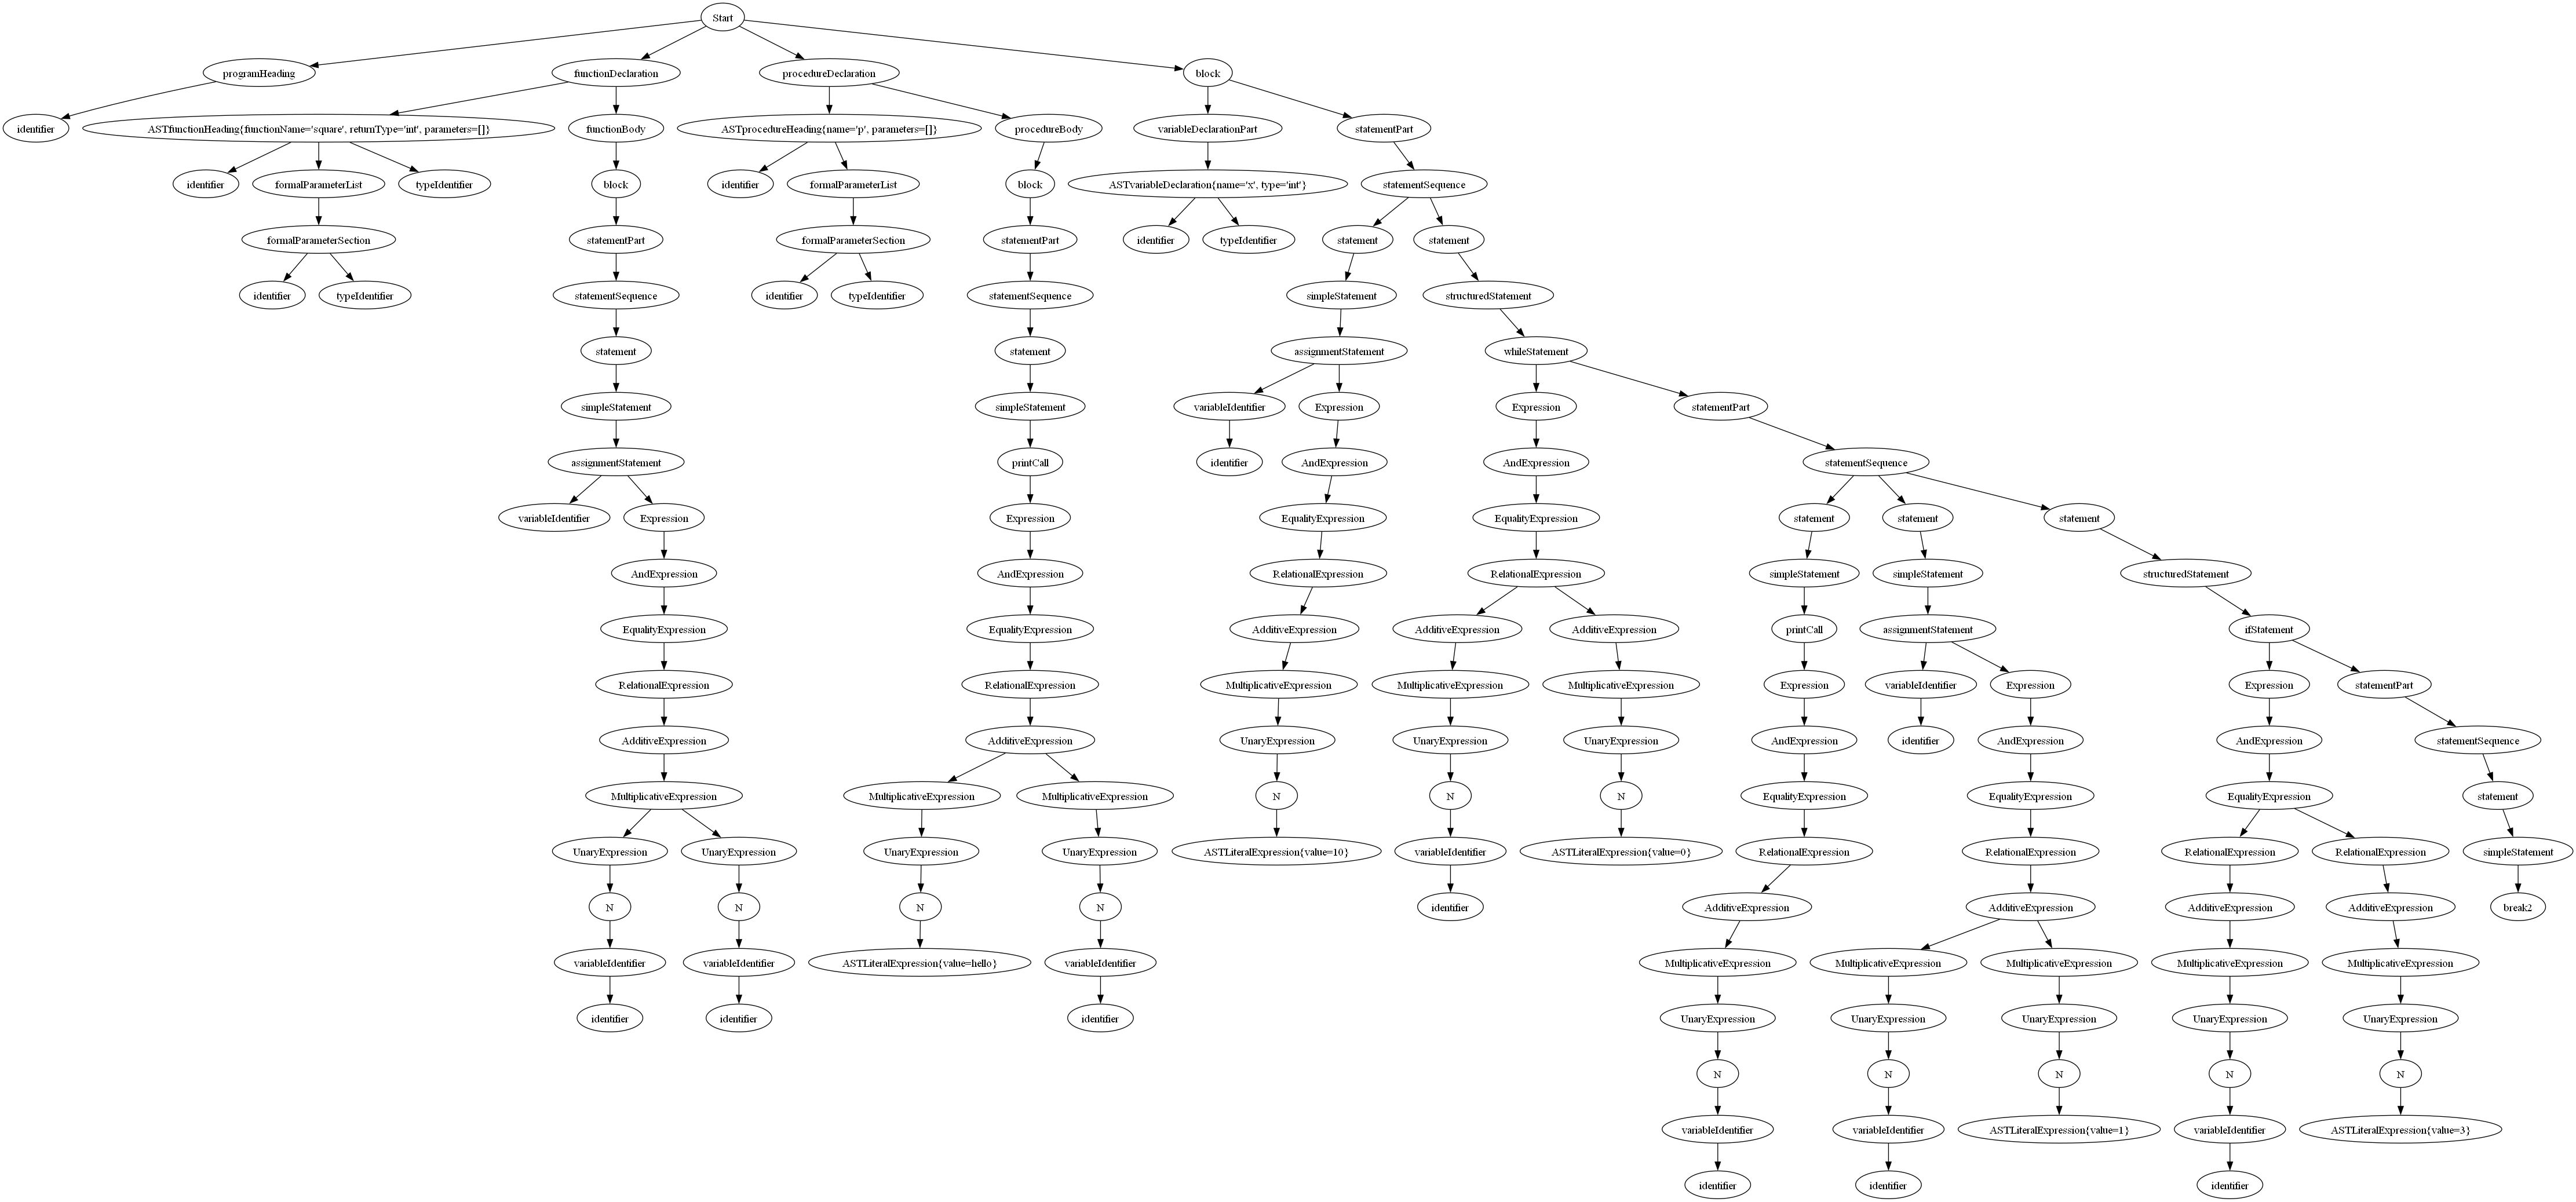 Start
programHeading functionDeclaration procedureDeclaration block
identifier ASTfunctionHeading{functionName='square', returnType='int', parameters=[]} functionBody ASTprocedureHeading{name='p', parameters=[]} procedureBody variableDeclarationPart statementPart
identifier formalParameterList typeIdentifier block identifier formalParameterList block ASTvariableDeclaration{name='x', type='int'} statementSequence
formalParameterSection statementPart formalParameterSection statementPart identifier typeIdentifier statement statement
identifier typeIdentifier statementSequence identifier typeIdentifier statementSequence simpleStatement structuredStatement
statement statement assignmentStatement whileStatement
simpleStatement simpleStatement variableIdentifier Expression Expression statementPart
assignmentStatement printCall identifier AndExpression AndExpression statementSequence
variableIdentifier Expression Expression EqualityExpression EqualityExpression statement statement statement
AndExpression AndExpression RelationalExpression RelationalExpression simpleStatement simpleStatement structuredStatement
EqualityExpression EqualityExpression AdditiveExpression AdditiveExpression AdditiveExpression printCall assignmentStatement ifStatement
RelationalExpression RelationalExpression MultiplicativeExpression MultiplicativeExpression MultiplicativeExpression Expression variableIdentifier Expression Expression statementPart
AdditiveExpression AdditiveExpression UnaryExpression UnaryExpression UnaryExpression AndExpression identifier AndExpression AndExpression statementSequence
MultiplicativeExpression MultiplicativeExpression MultiplicativeExpression N N N EqualityExpression EqualityExpression EqualityExpression statement
UnaryExpression UnaryExpression UnaryExpression UnaryExpression ASTLiteralExpression{value=10} variableIdentifier ASTLiteralExpression{value=0} RelationalExpression RelationalExpression RelationalExpression RelationalExpression simpleStatement
N N N N identifier AdditiveExpression AdditiveExpression AdditiveExpression AdditiveExpression break2
variableIdentifier variableIdentifier ASTLiteralExpression{value=hello} variableIdentifier MultiplicativeExpression MultiplicativeExpression MultiplicativeExpression MultiplicativeExpression MultiplicativeExpression
identifier identifier identifier UnaryExpression UnaryExpression UnaryExpression UnaryExpression UnaryExpression
N N N N N
variableIdentifier variableIdentifier ASTLiteralExpression{value=1} variableIdentifier ASTLiteralExpression{value=3}
identifier identifier identifier